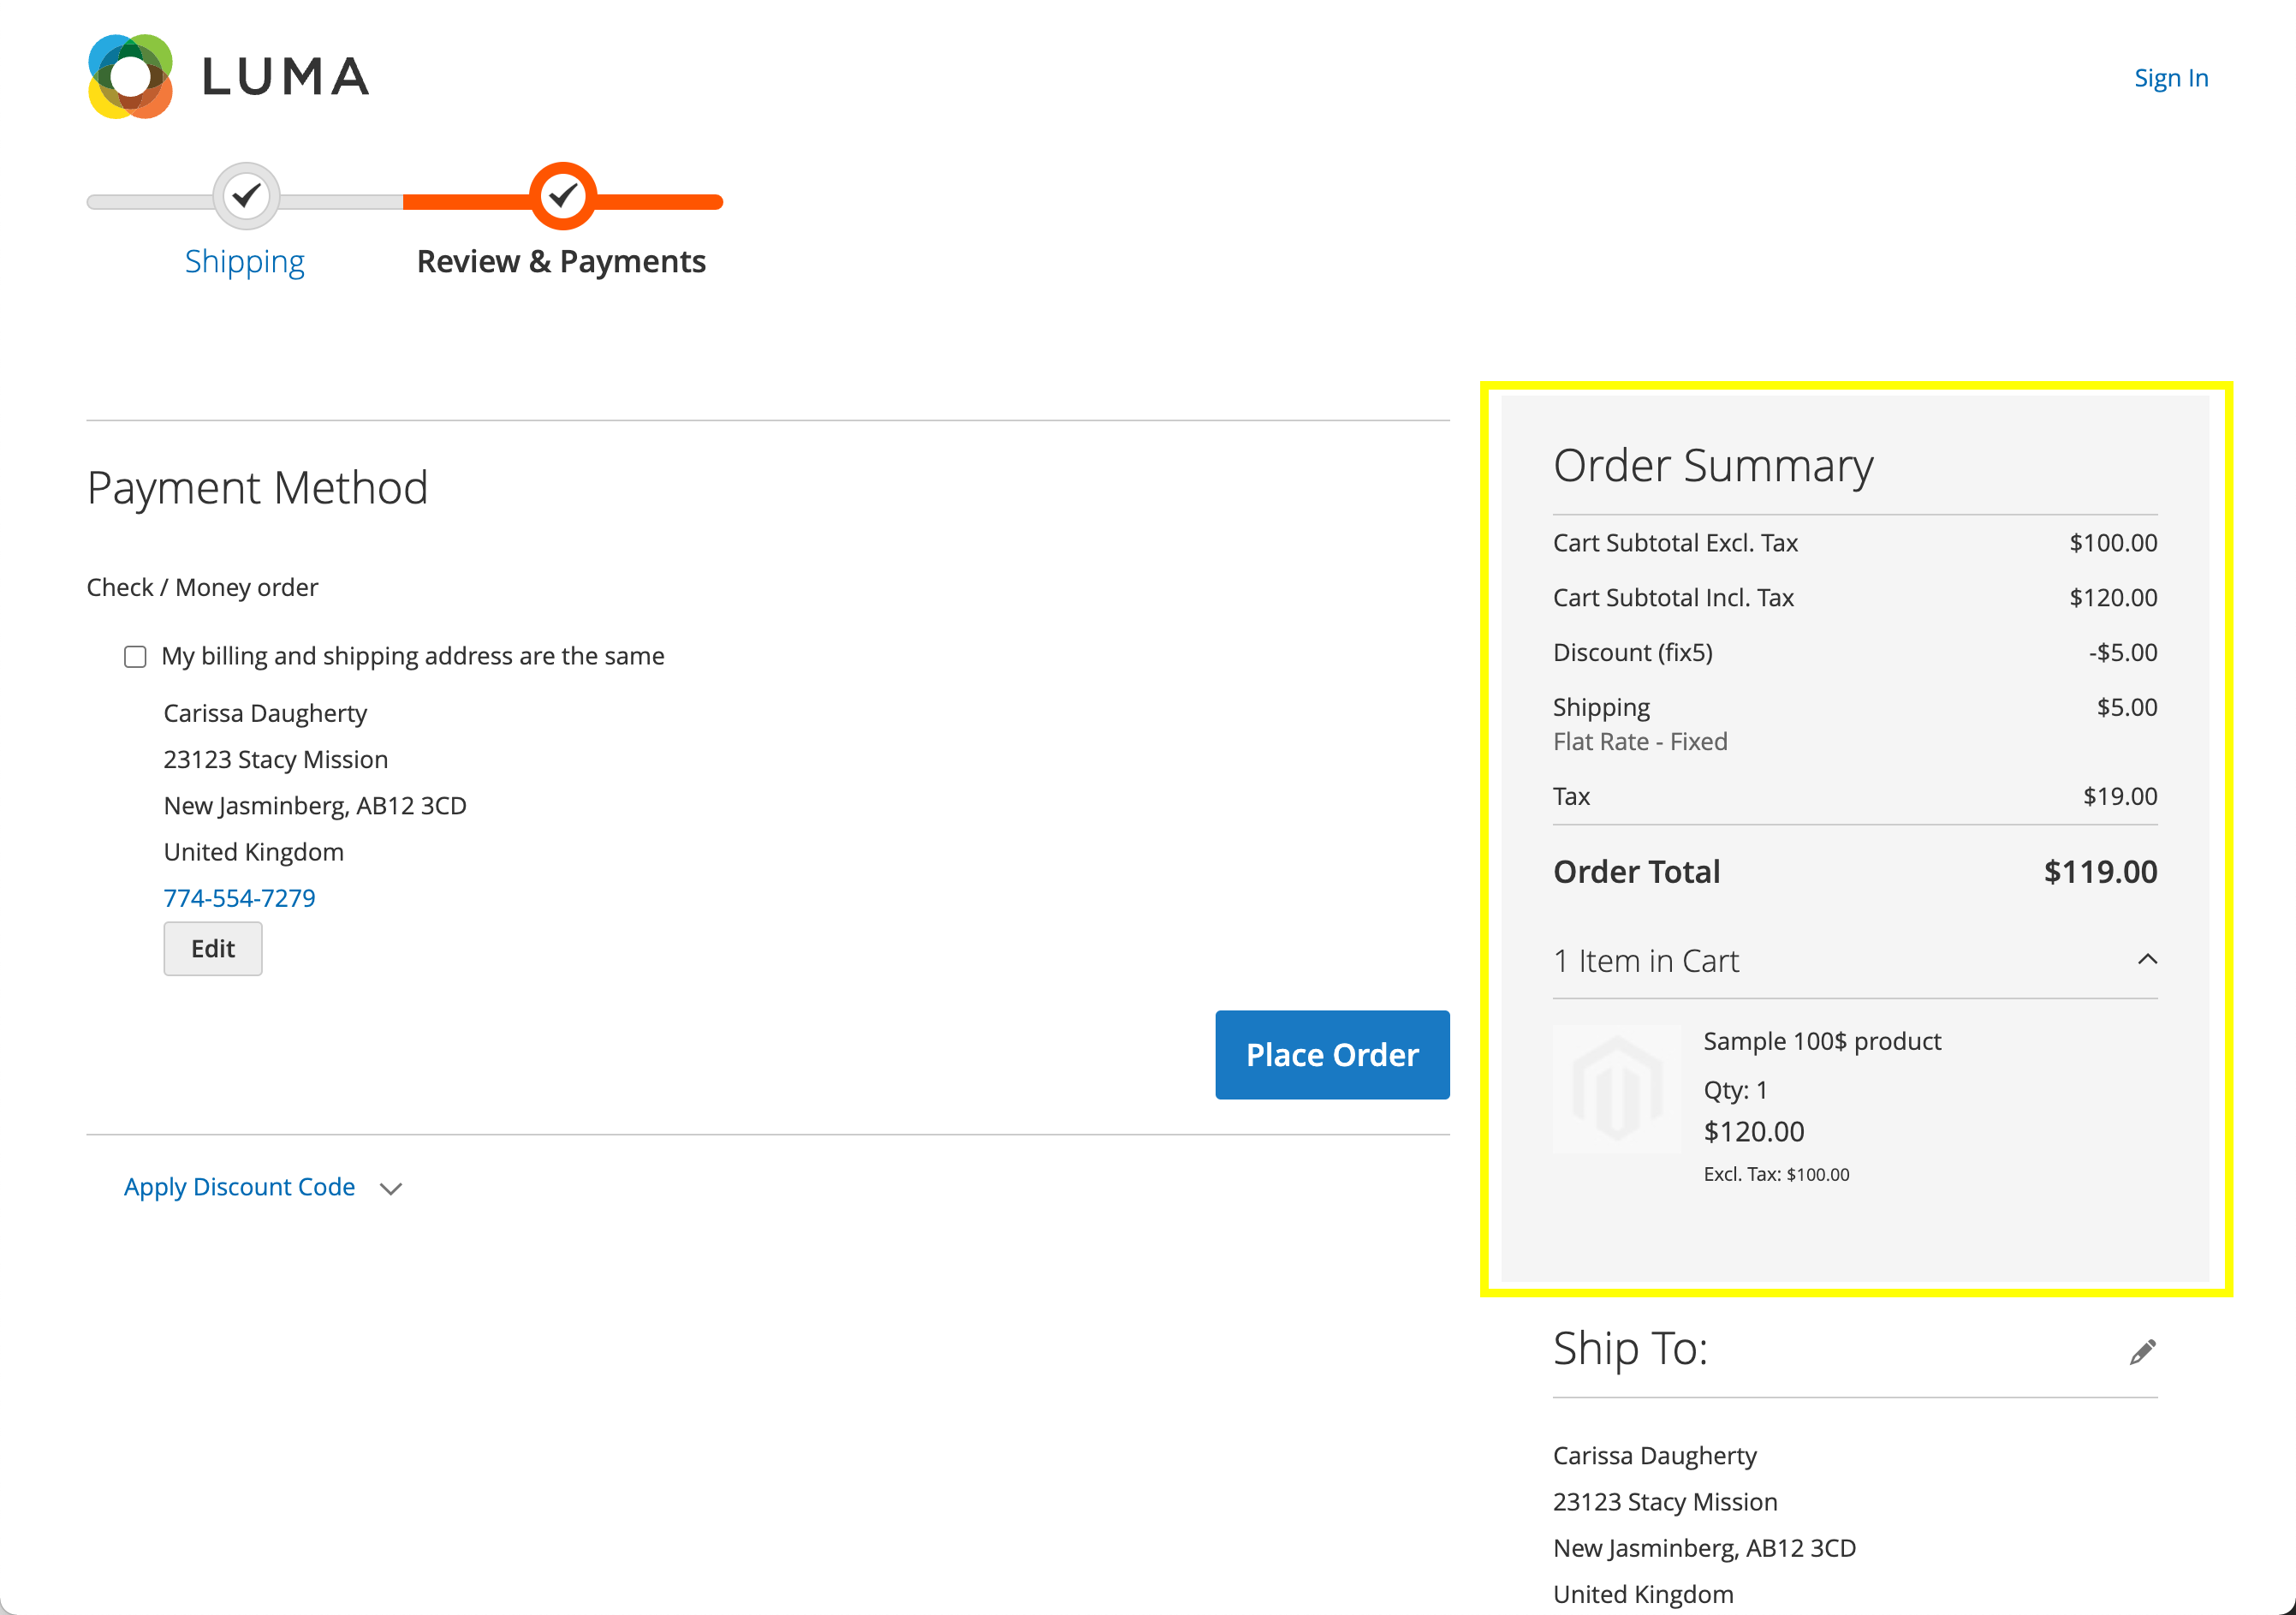 LUMA
Sign In
Shipping
Review & Payments
Payment Method
Check / Money order
My billing and shipping address are the same
Carissa Daugherty
23123 Stacy Mission
New Jasminberg, AB12 3CD
United Kingdom
774-554-7279
Edit
Place Order
Apply Discount Code
Order Summary
Cart Subtotal Excl. Tax $100.00
Cart Subtotal Incl. Tax $120.00
Discount (fix5) -$5.00
Shipping $5.00
Flat Rate - Fixed
Tax $19.00
Order Total $119.00
1 Item in Cart
Sample 100$ product
Qty: 1
$120.00
Excl. Tax: $100.00
Ship To:
Carissa Daugherty
23123 Stacy Mission
New Jasminberg, AB12 3CD
United Kingdom